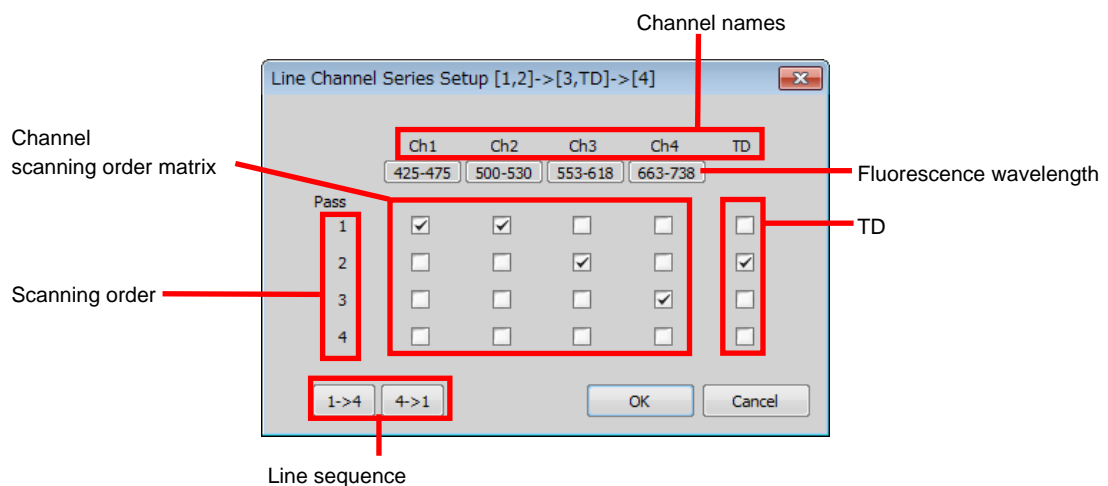 Channel names
Line Channel Series Setup [1,2]->[3,TD]->[4]
Channel
scanning order matrix
Ch1 Ch2 Ch3 Ch4 TD
425-475 500-530 553-618 663-738
Fluorescence wavelength
Pass
1
TD
2
Scanning order
3
4
1->4 4->1 OK Cancel
Line sequence